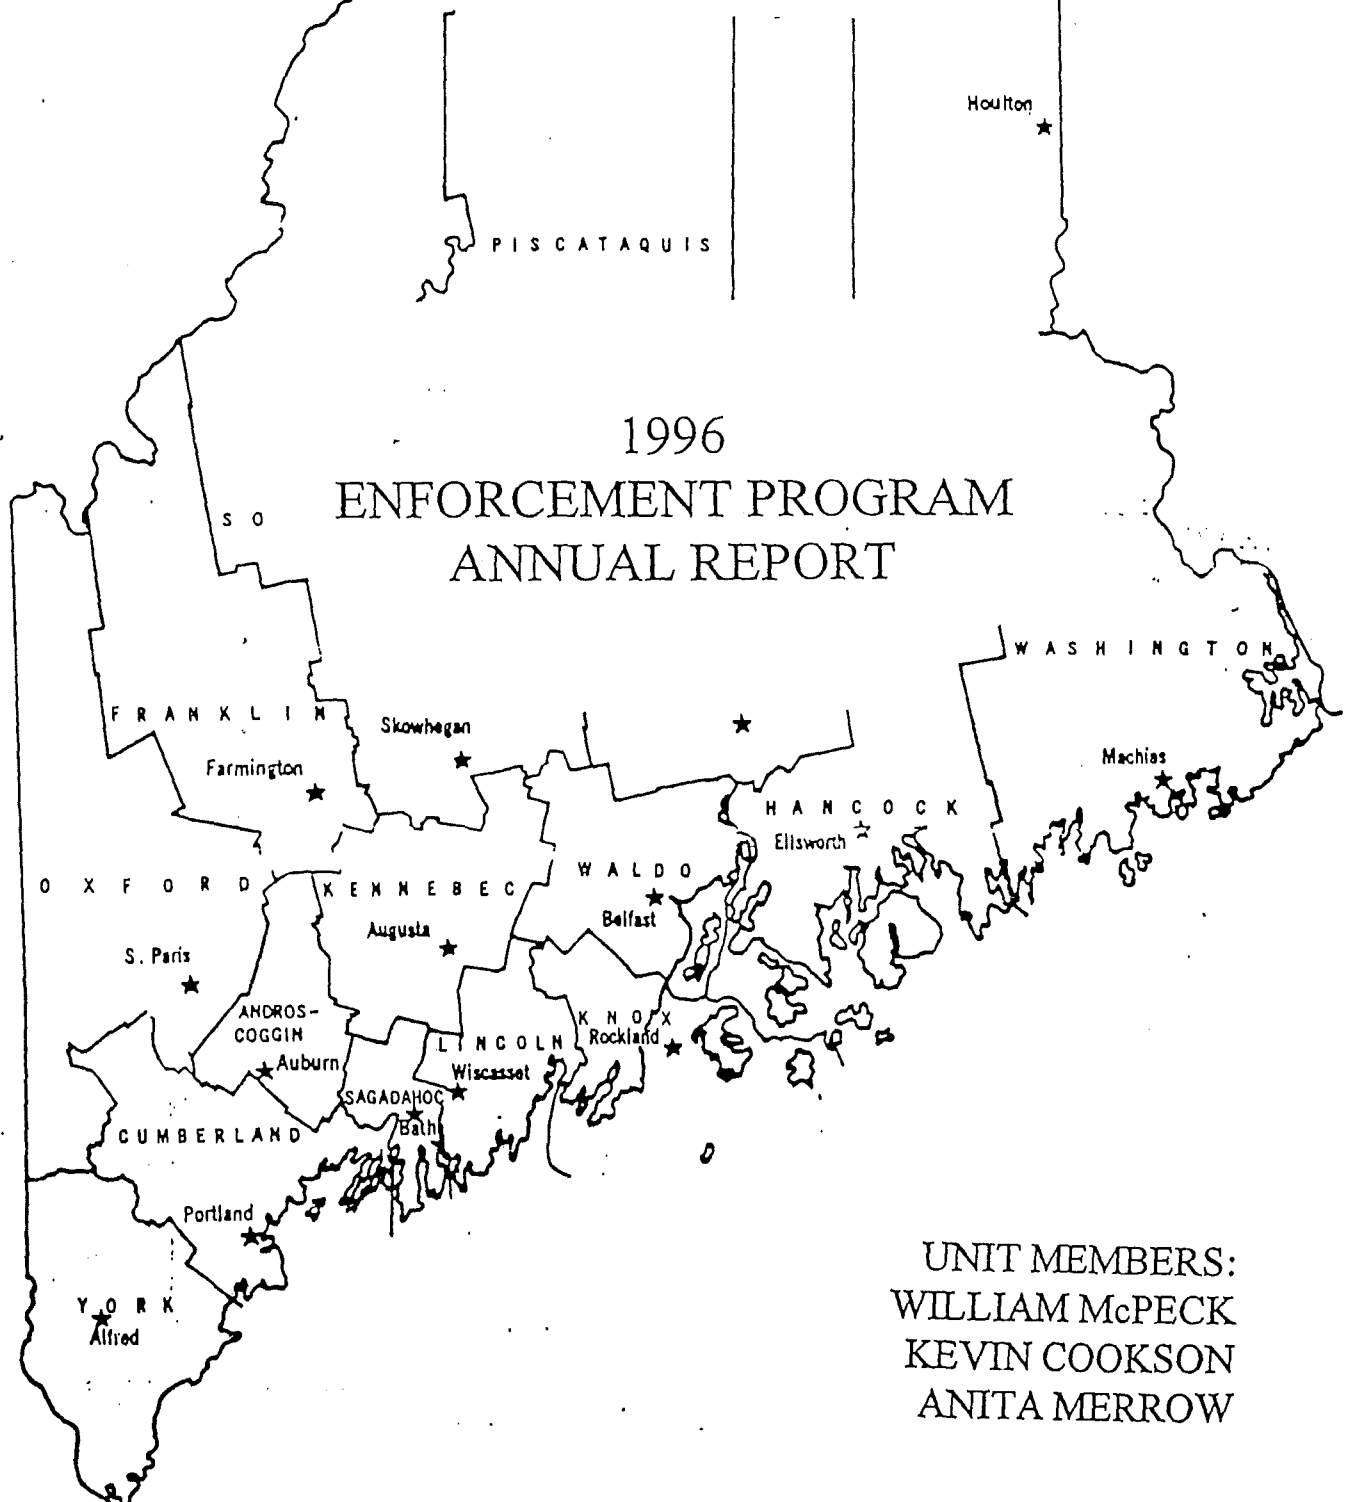 Houlton
PISCATAQUIS
1996
ENFORCEMENT PROGRAM
ANNUAL REPORT
SO
WASHINGTON
FRANKLIN
Skowhegan
Farmington
Machias
HANCOCK
Ellsworth
WALDO
OXFORD
KENNEBEC
Belfast
Augusta
S. Paris
ANDROS-
COGGIN
KNOX
Rockland
LINCOLN
Auburn
Wiscasset
SAGADAHOC
Bath
CUMBERLAND
Portland
YORK
Alfred
UNIT MEMBERS:
WILLIAM McPECK
KEVIN COOKSON
ANITA MERROW